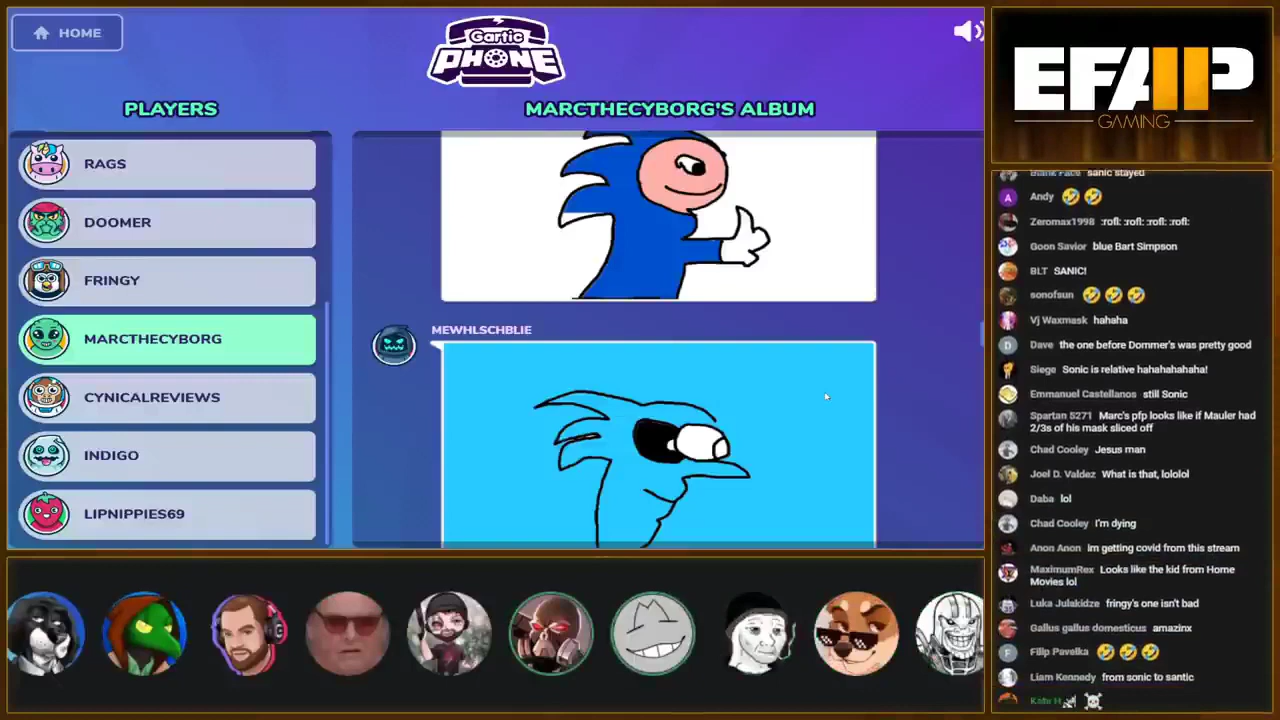 HOME
Gartic
PHONE
PLAYERS
MARCTHECYBORG'S ALBUM
RAGS
DOOMER
FRINGY
MARCTHECYBORG
CYNICALREVIEWS
INDIGO
LIPNIPPIES69
MEWHLSCHBLIE
EFAP
GAMING
Blank Face sanic stayed
A Andy
Zeromax1998 :rofl: :rofl: :rofl: :rofl:
Goon Savior blue Bart Simpson
BLT SANIC!
sonofsun
Vj Waxmask hahaha
D Dave the one before Dommer's was pretty good
Siege Sonic is relative hahahahahaha!
Emmanuel Castellanos still Sonic
Spartan 5271 Marc's pfp looks like if Mauler had
2/3s of his mask sliced off
Chad Cooley Jesus man
Joel D. Valdez What is that, lololol
Daba lol
Chad Cooley I'm dying
Anon Anon Im getting covid from this stream
MaximumRex Looks like the kid from Home
Movies lol
Luka Julakidze fringy's one isn't bad
Gallus gallus domesticus amazinx
F Filip Pavelka
Liam Kennedy from sonic to santic